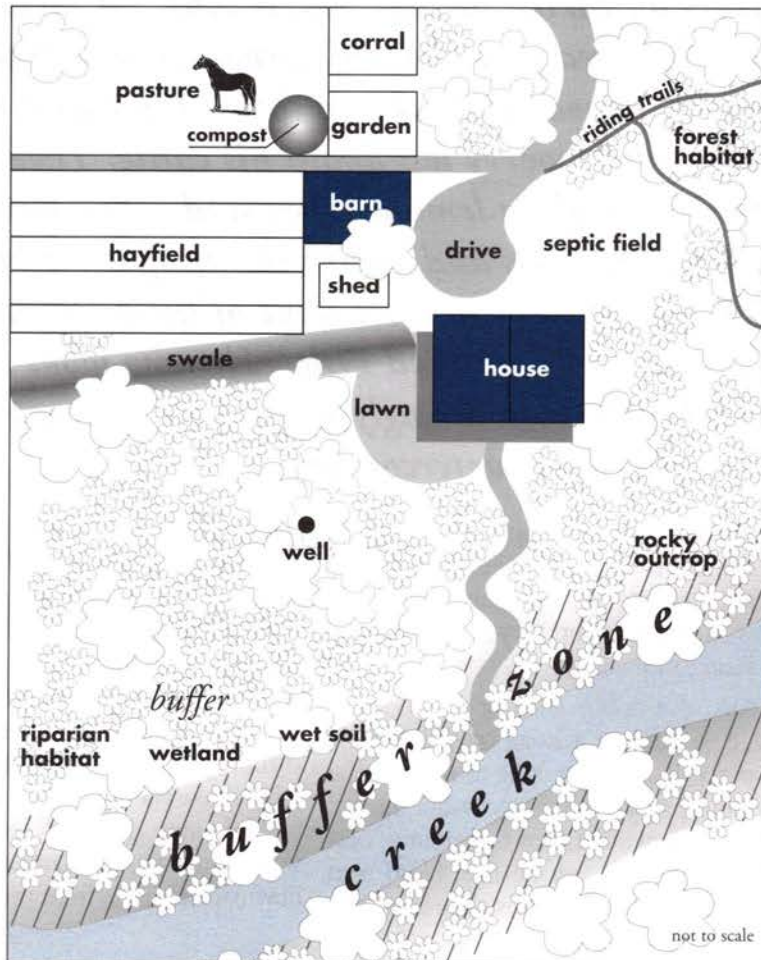 corral
pasture
compost
garden
riding trails
forest
habitat
barn
hayfield
drive
septic field
shed
swale
house
lawn
well
rocky
outcrop
buffer zone
buffer
riparian
habitat
wetland
wet soil
creek
not to scale